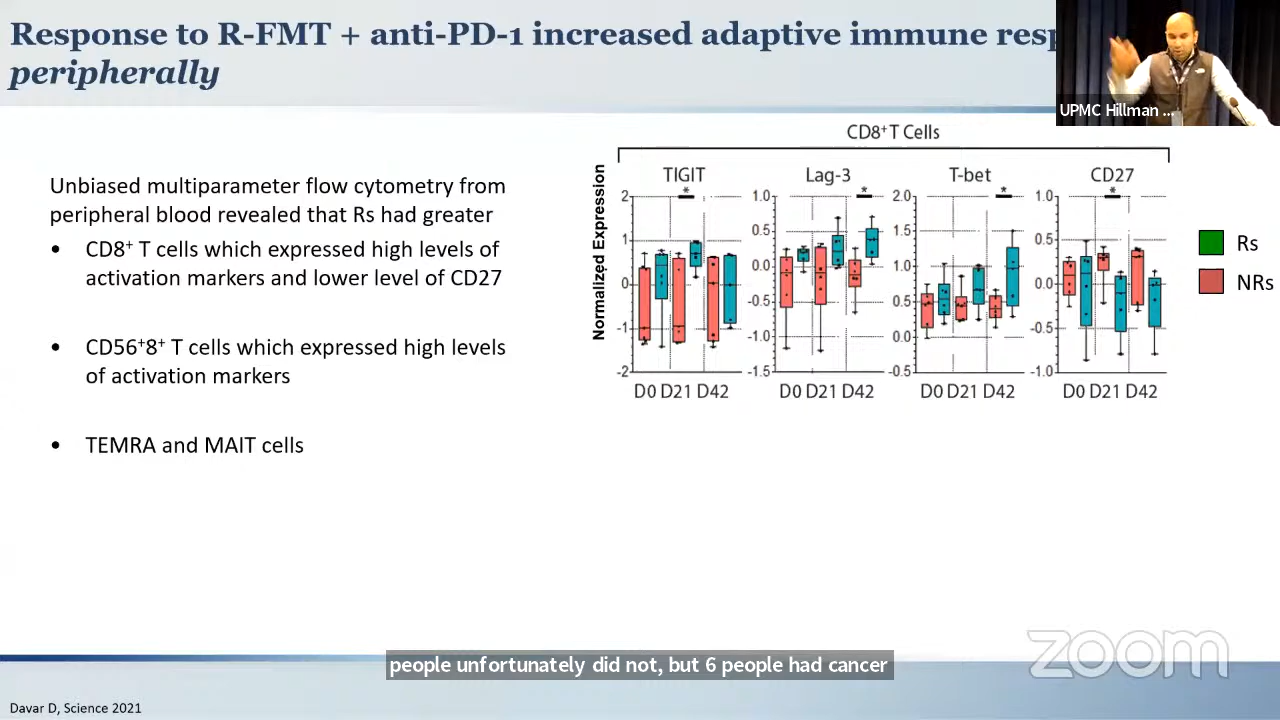 Response to R-FMT + anti-PD-1 increased adaptive immune
peripherally
UPMC Hillman ...
Unbiased multiparameter flow cytometry from
peripheral blood revealed that Rs had greater
• CD8⁺ T cells which expressed high levels of
activation markers and lower level of CD27
• CD56⁺8⁺ T cells which expressed high levels
of activation markers
• TEMRA and MAIT cells
CD8⁺ T Cells
TIGIT Lag-3 T-bet CD27
Normalized Expression
2 1 0 -1 -2
1.0 0.5 0.0 -0.5 -1.0 -1.5
2.0 1.5 1.0 0.5 0.0 -0.5
1.0 0.5 0.0 -0.5 -1.0
* * * *
D0 D21 D42 D0 D21 D42 D0 D21 D42 D0 D21 D42
Rs
NRs
zoom
people unfortunately did not, but 6 people had cancer
Davar D, Science 2021